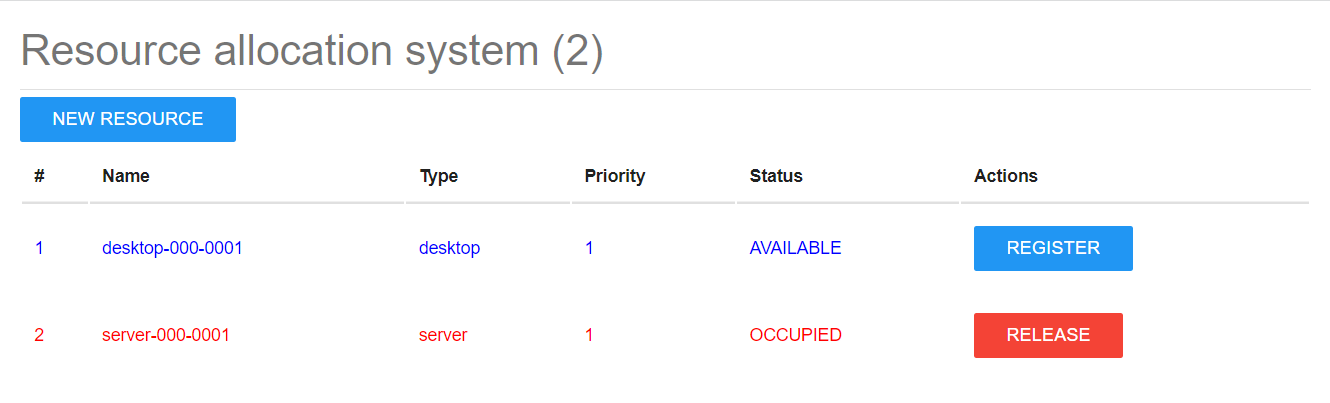 Resource allocation system (2)
NEW RESOURCE
# Name Type Priority Status Actions
1 desktop-000-0001 desktop 1 AVAILABLE REGISTER
2 server-000-0001 server 1 OCCUPIED RELEASE